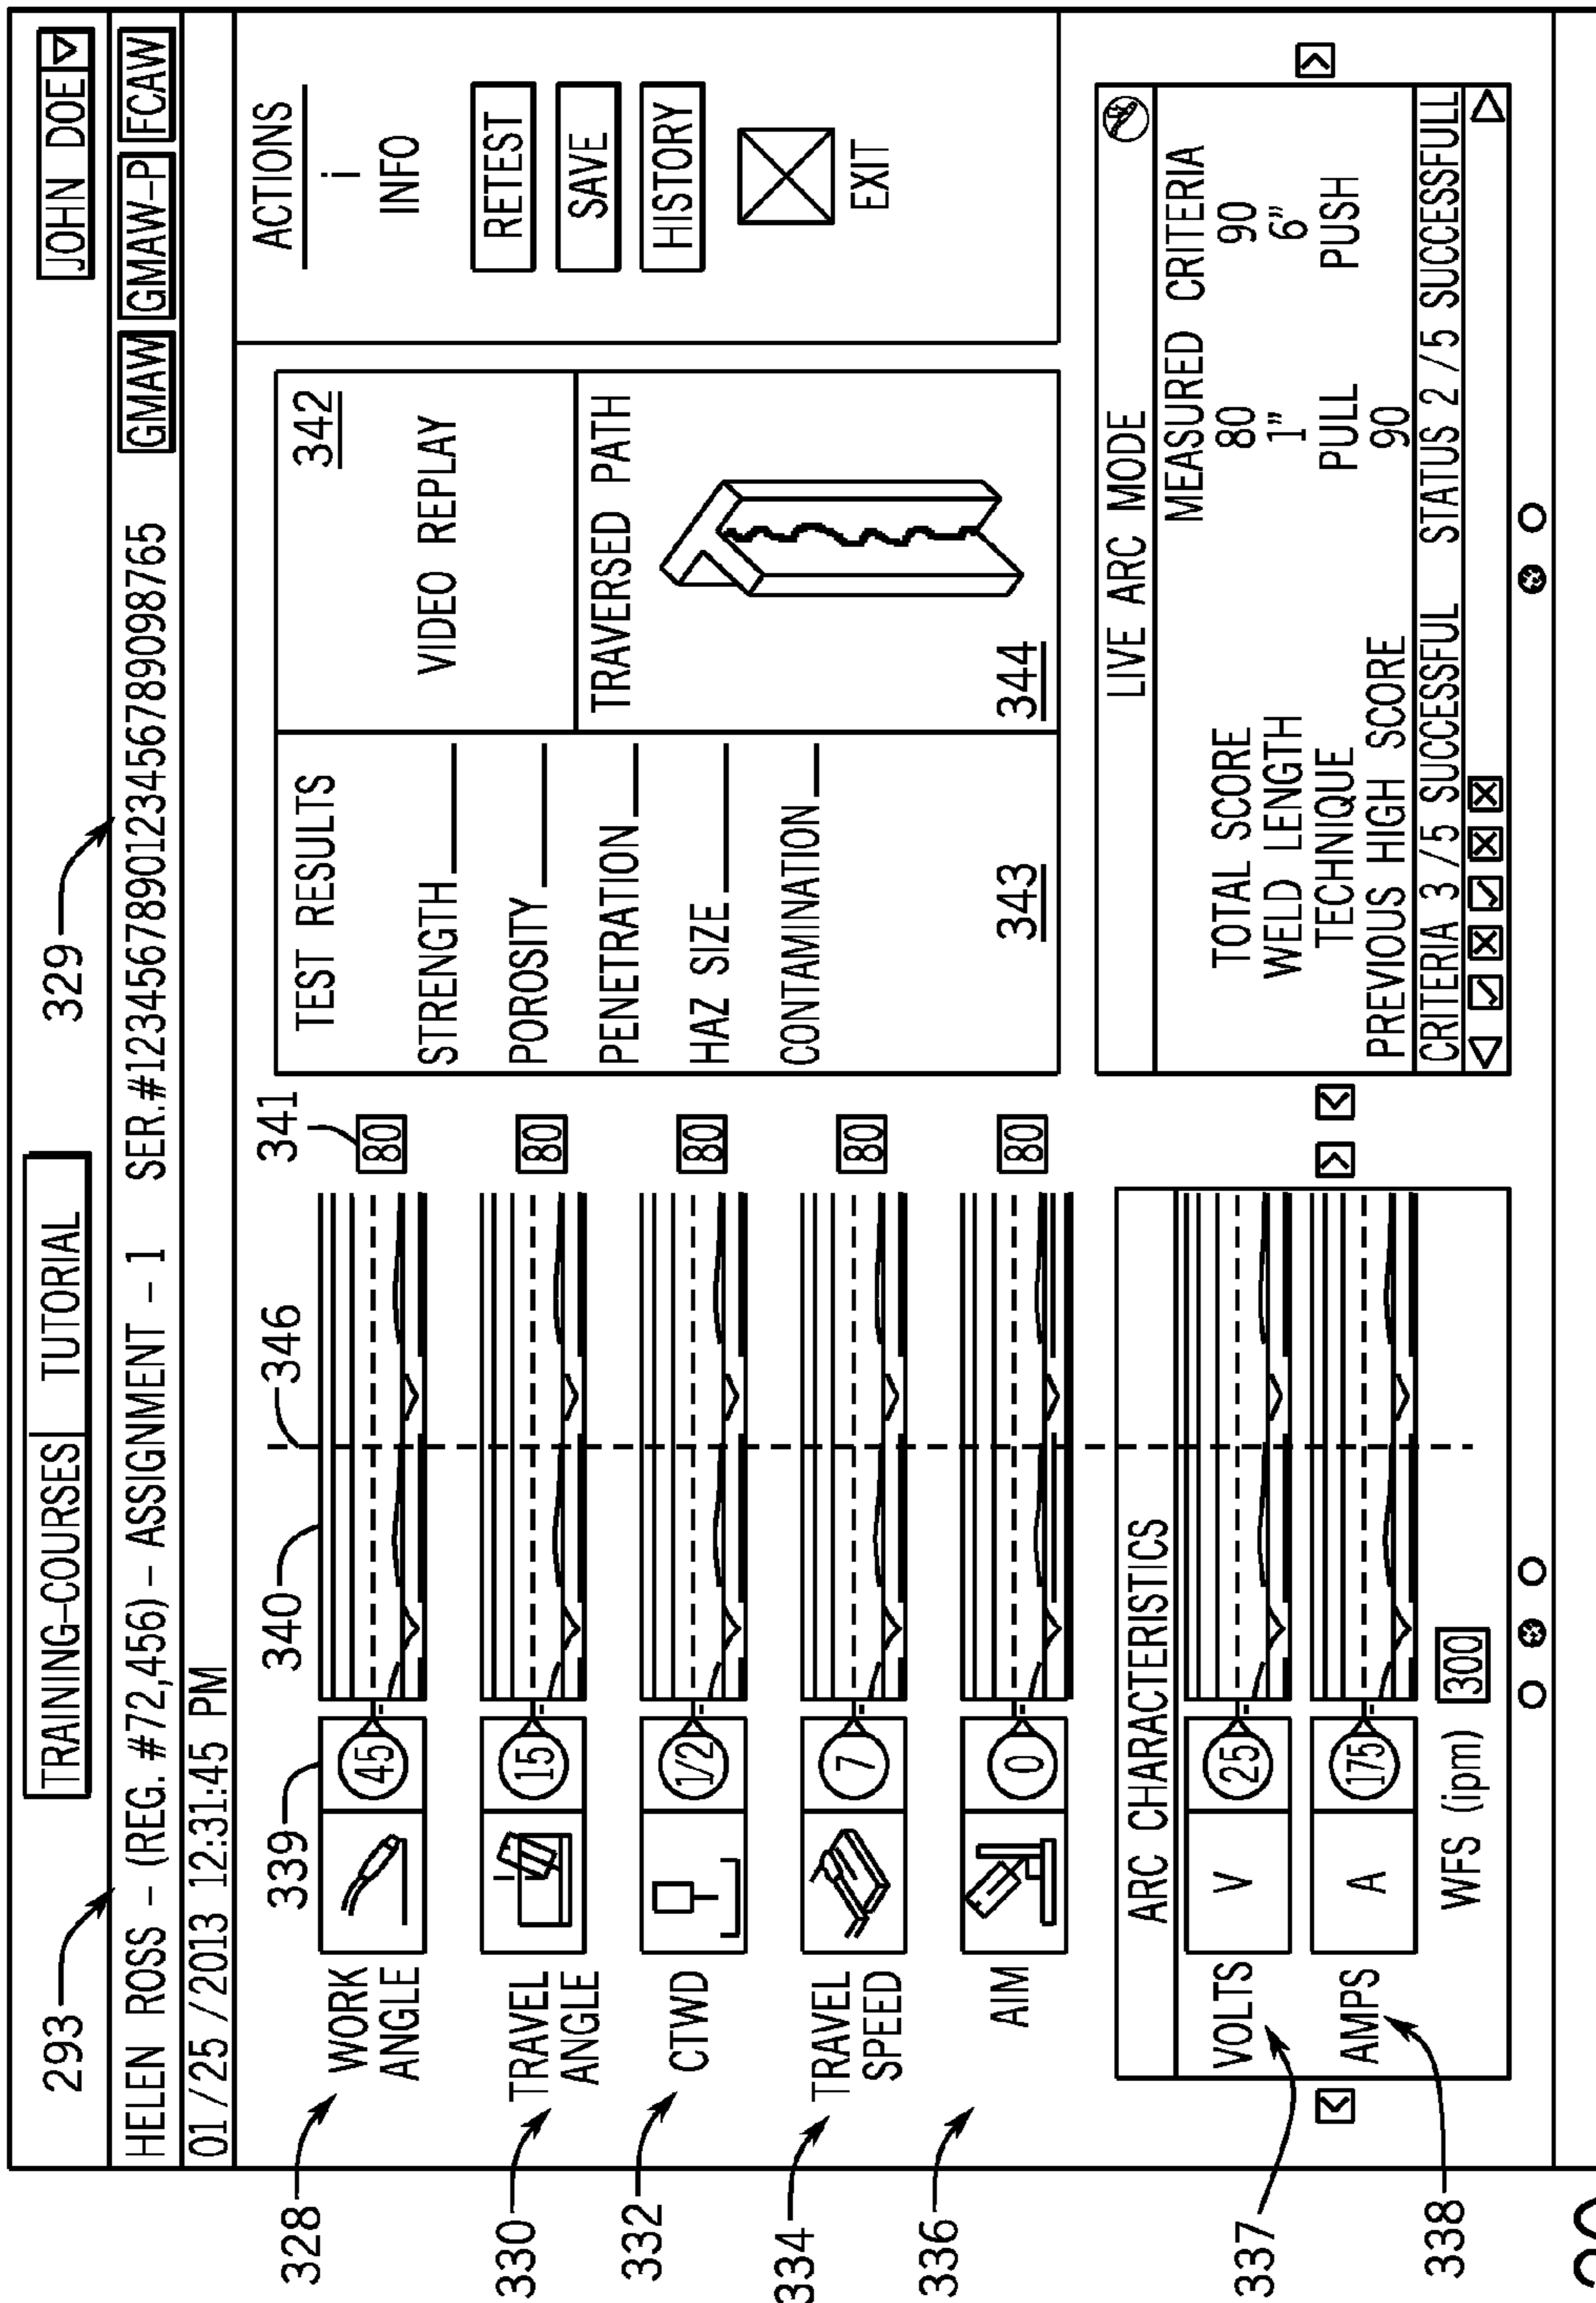 TRAINING–COURSES TUTORIAL
JOHN DOE
293
329
HELEN ROSS – (REG. #72,456) – ASSIGNMENT – 1 SER.#1234567890123456789098765
GMAW GMAW–P FCAW
01/25/2013 12:31:45 PM
328
WORK
ANGLE
339
45
340
346
341
80
330
TRAVEL
ANGLE
15
80
332
CTWD
1/2
80
334
TRAVEL
SPEED
7
80
336
AIM
0
80
TEST RESULTS
STRENGTH
POROSITY
PENETRATION
HAZ SIZE
CONTAMINATION
343
342
VIDEO REPLAY
TRAVERSED PATH
344
ACTIONS
i
INFO
RETEST
SAVE
HISTORY
EXIT
ARC CHARACTERISTICS
337
VOLTS V 25
338
AMPS A 175
WFS (ipm) 300
LIVE ARC MODE
MEASURED CRITERIA
TOTAL SCORE 80 90
WELD LENGTH 1” 6”
TECHNIQUE PULL PUSH
PREVIOUS HIGH SCORE 90
CRITERIA 3 /5 SUCCESSFUL STATUS 2 /5 SUCCESSFULL